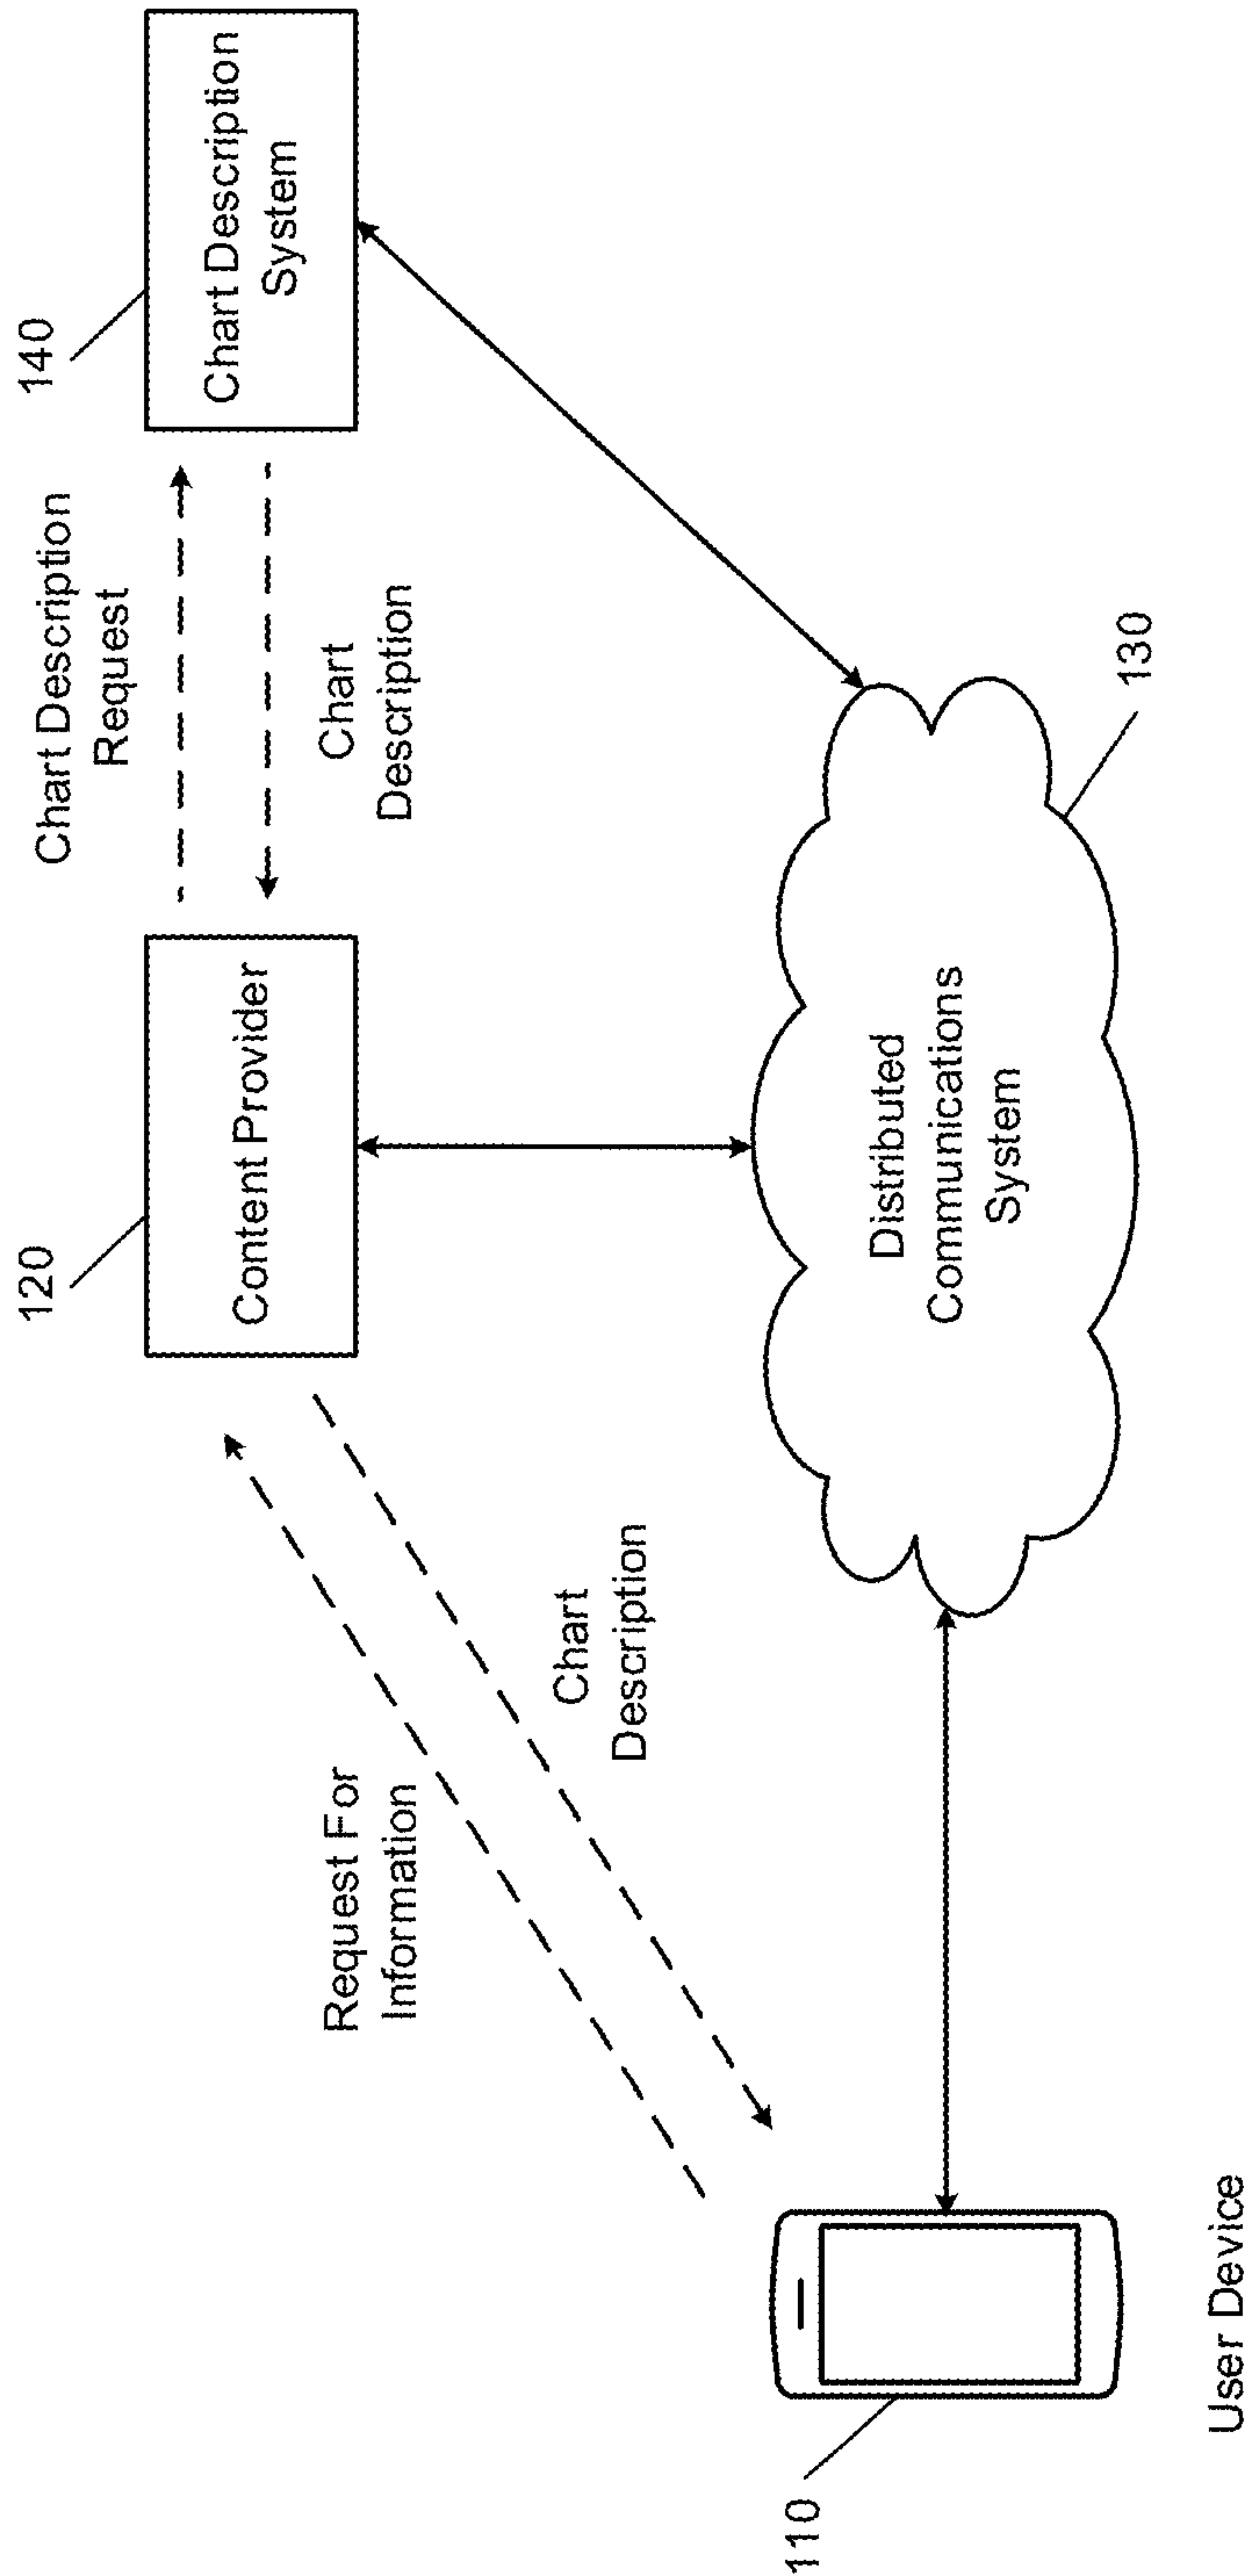 120
140
Chart Description
Request
Content Provider
Chart Description
System
Chart
Description
Request For
Information
Chart
Description
Distributed
Communications
System
110
130
User Device